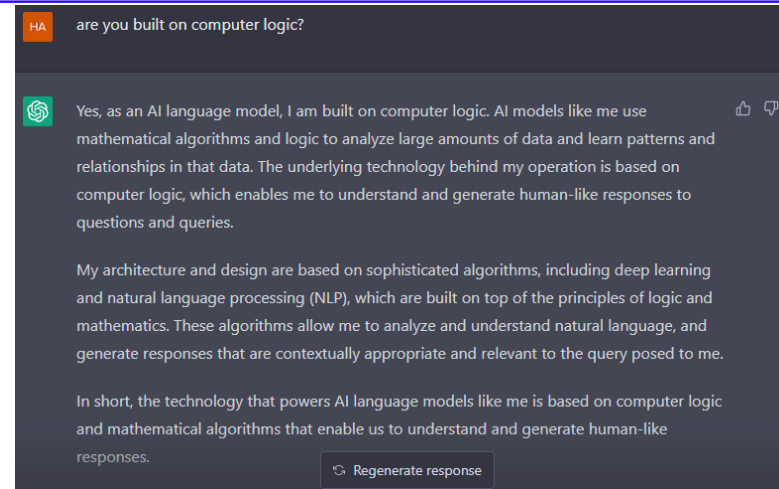 HA
are you built on computer logic?
Yes, as an AI language model, I am built on computer logic. AI models like me use
mathematical algorithms and logic to analyze large amounts of data and learn patterns and
relationships in that data. The underlying technology behind my operation is based on
computer logic, which enables me to understand and generate human-like responses to
questions and queries.
My architecture and design are based on sophisticated algorithms, including deep learning
and natural language processing (NLP), which are built on top of the principles of logic and
mathematics. These algorithms allow me to analyze and understand natural language, and
generate responses that are contextually appropriate and relevant to the query posed to me.
In short, the technology that powers AI language models like me is based on computer logic
and mathematical algorithms that enable us to understand and generate human-like
responses.
Regenerate response